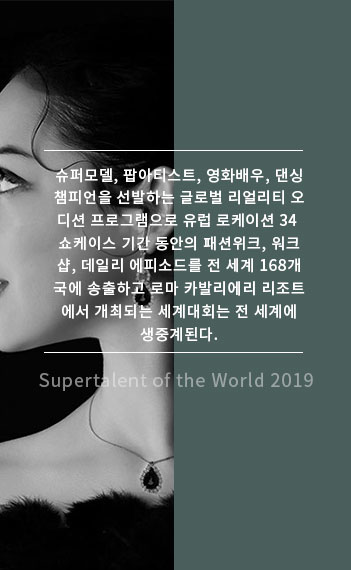 슈퍼모델, 팝아티스트, 영화배우, 댄싱
챔피언을 선발하는 글로벌 리얼리티 오
디션 프로그램으로 유럽 로케이션 34
쇼케이스 기간 동안의 패션위크, 워크
샵, 데일리 에피소드를 전 세계 168개
국에 송출하고 로마 카발리에리 리조트
에서 개최되는 세계대회는 전 세계에
생중계된다.
Supertalent of the World 2019